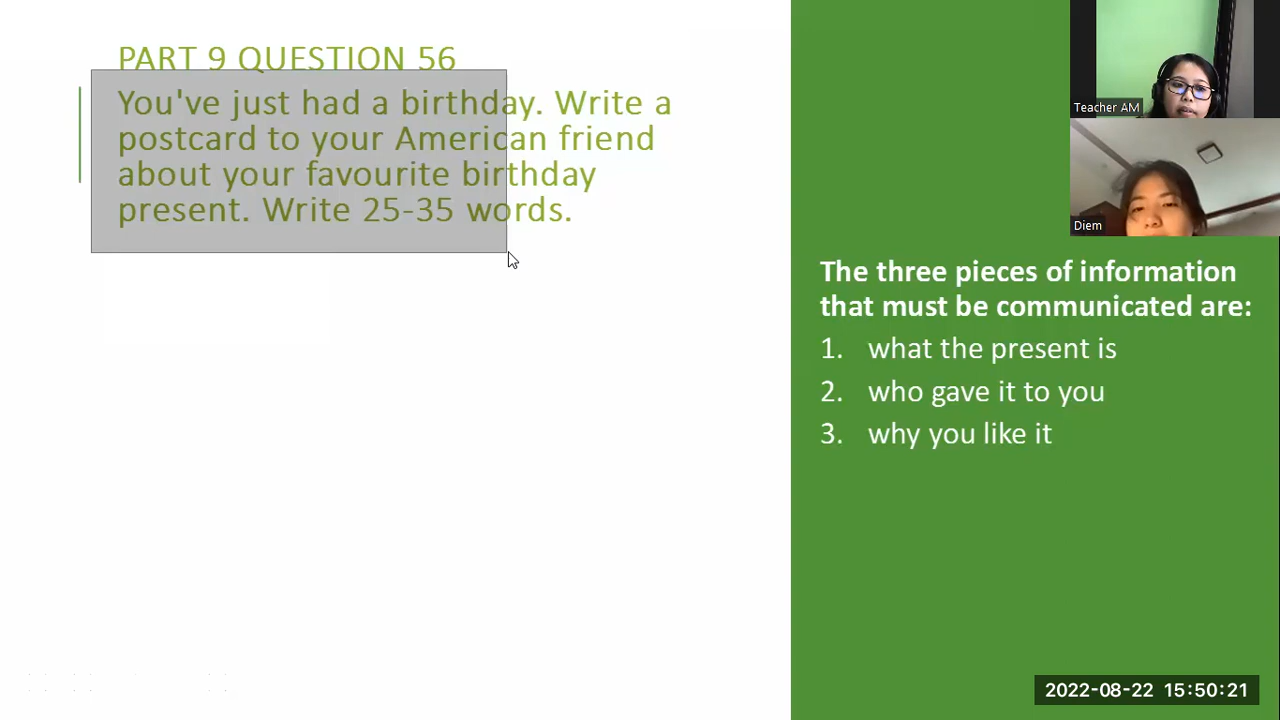 PART 9 QUESTION 56
You've just had a birthday. Write a
postcard to your American friend
about your favourite birthday
present. Write 25-35 words.
Teacher AM
Diem
The three pieces of information
that must be communicated are:
1. what the present is
2. who gave it to you
3. why you like it
2022-08-22 15:50:21